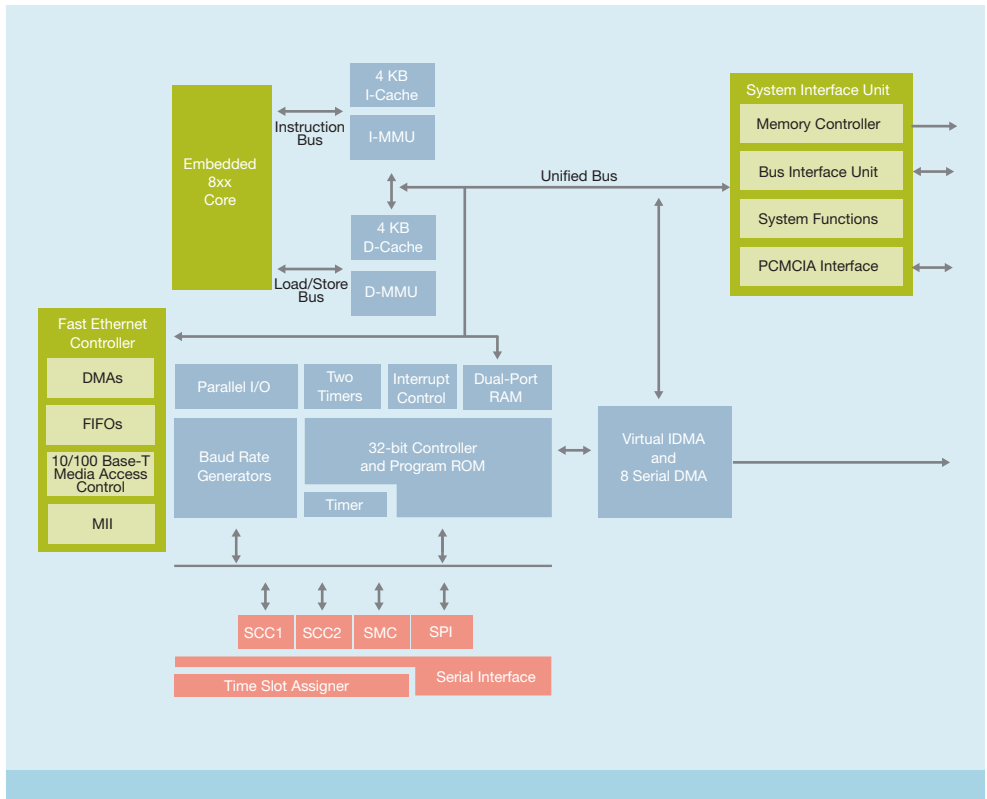 4 KB
I-Cache
Instruction
Bus
I-MMU
Embedded
8xx
Core
Unified Bus
4 KB
D-Cache
Load/Store
Bus
D-MMU
System Interface Unit
Memory Controller
Bus Interface Unit
System Functions
PCMCIA Interface
Fast Ethernet
Controller
DMAs
FIFOs
10/100 Base-T
Media Access
Control
MII
Parallel I/O
Two
Timers
Interrupt
Control
Dual-Port
RAM
Baud Rate
Generators
32-bit Controller
and Program ROM
Timer
Virtual IDMA
and
8 Serial DMA
SCC1
SCC2
SMC
SPI
Serial Interface
Time Slot Assigner